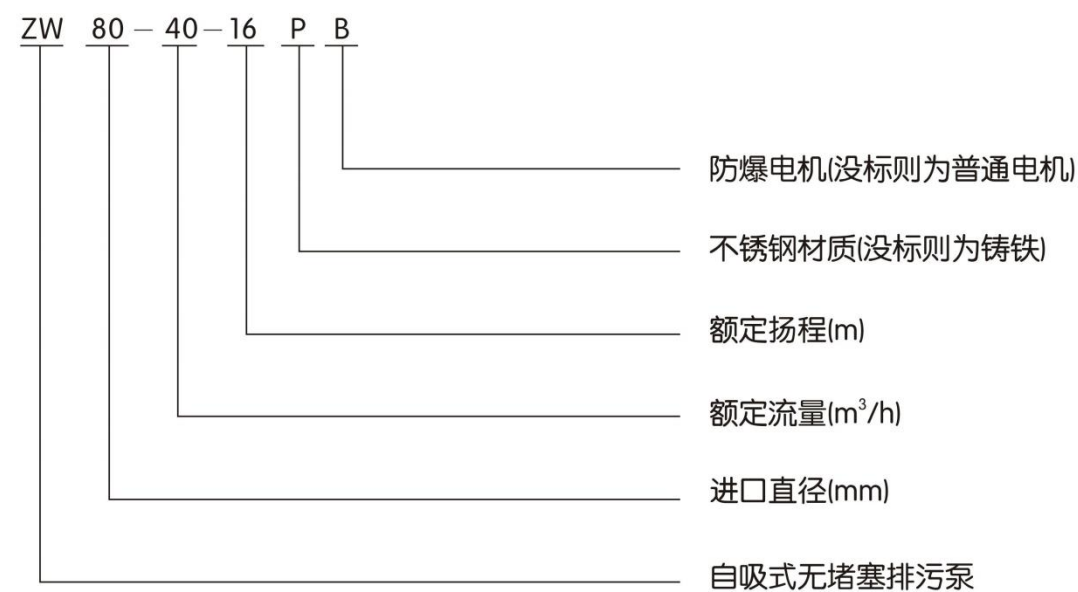 ZW 80-40-16 P B
防爆电机(没标则为普通电机)
不锈钢材质(没标则为铸铁)
额定扬程(m)
额定流量(m³/h)
进口直径(mm)
自吸式无堵塞排污泵